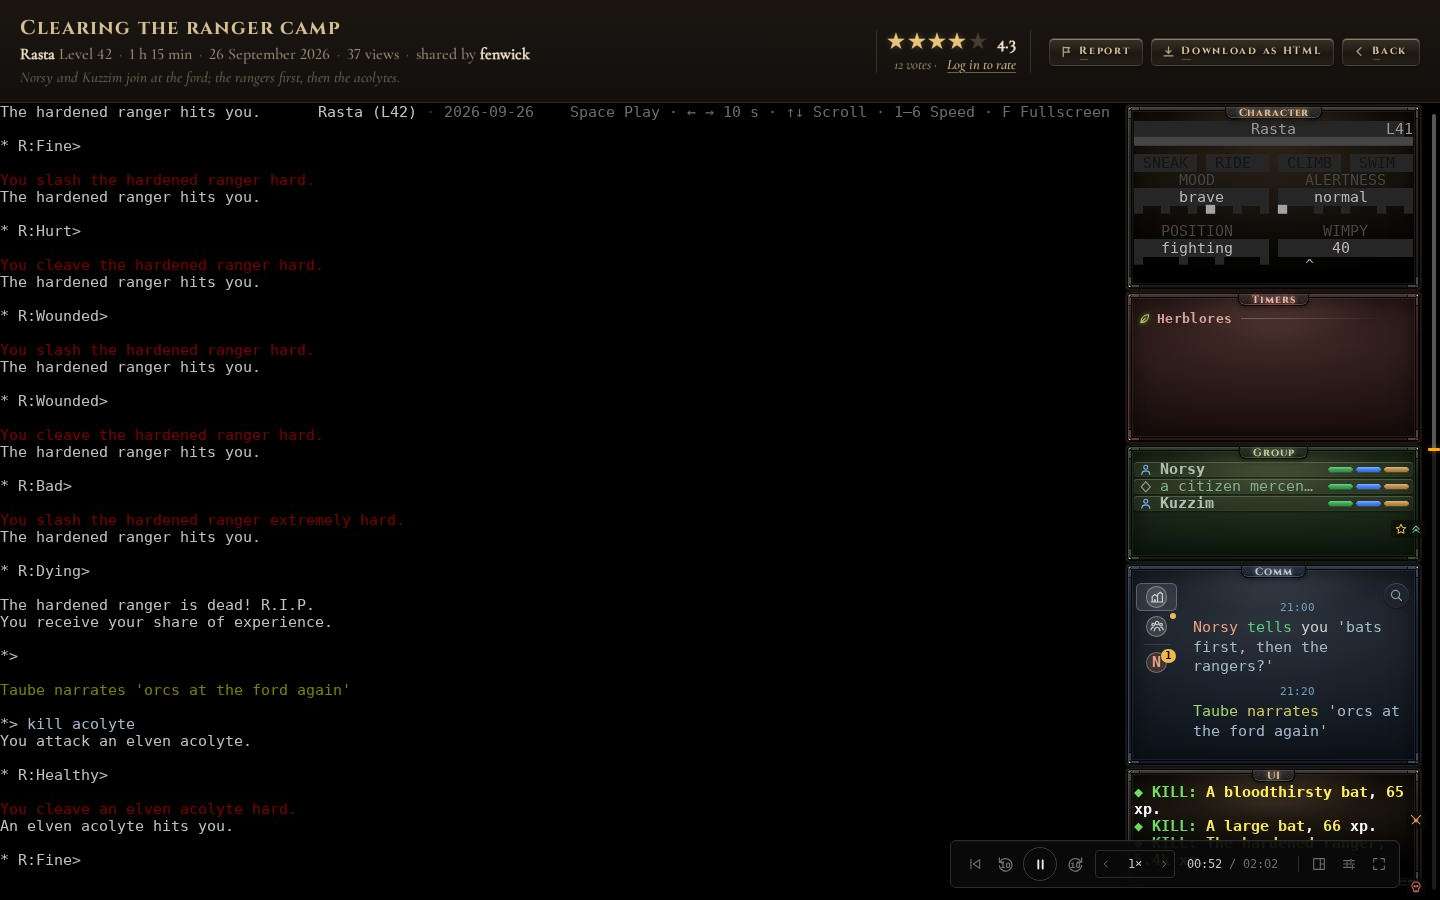 Clearing the ranger camp
Rasta Level 42 · 1 h 15 min · 26 September 2026 · 37 views · shared by fenwick
Norsy and Kuzzim join at the ford; the rangers first, then the acolytes.
4.3
12 votes · Log in to rate
Report
Download as HTML
Back
The hardened ranger hits you.
Rasta (L42) · 2026-09-26 Space Play · ← → 10 s · ↑↓ Scroll · 1–6 Speed · F Fullscreen
* R:Fine>
You slash the hardened ranger hard.
The hardened ranger hits you.
* R:Hurt>
You cleave the hardened ranger hard.
The hardened ranger hits you.
* R:Wounded>
You slash the hardened ranger hard.
The hardened ranger hits you.
* R:Wounded>
You cleave the hardened ranger hard.
The hardened ranger hits you.
* R:Bad>
You slash the hardened ranger extremely hard.
The hardened ranger hits you.
* R:Dying>
The hardened ranger is dead! R.I.P.
You receive your share of experience.
*>
Taube narrates 'orcs at the ford again'
*> kill acolyte
You attack an elven acolyte.
* R:Healthy>
You cleave an elven acolyte hard.
An elven acolyte hits you.
* R:Fine>
Character
Rasta L41
SNEAK RIDE CLIMB SWIM
MOOD ALERTNESS
brave normal
POSITION WIMPY
fighting 40
^
Timers
Herblores
Group
Norsy
a citizen mercen…
Kuzzim
Comm
N 1
21:00
Norsy tells you 'bats
first, then the
rangers?'
21:20
Taube narrates 'orcs at
the ford again'
UI
◆ KILL: A bloodthirsty bat, 65
xp.
◆ KILL: A large bat, 66 xp.
◆ KILL: The hardened ranger,
10 10 1× 00:52 / 02:02